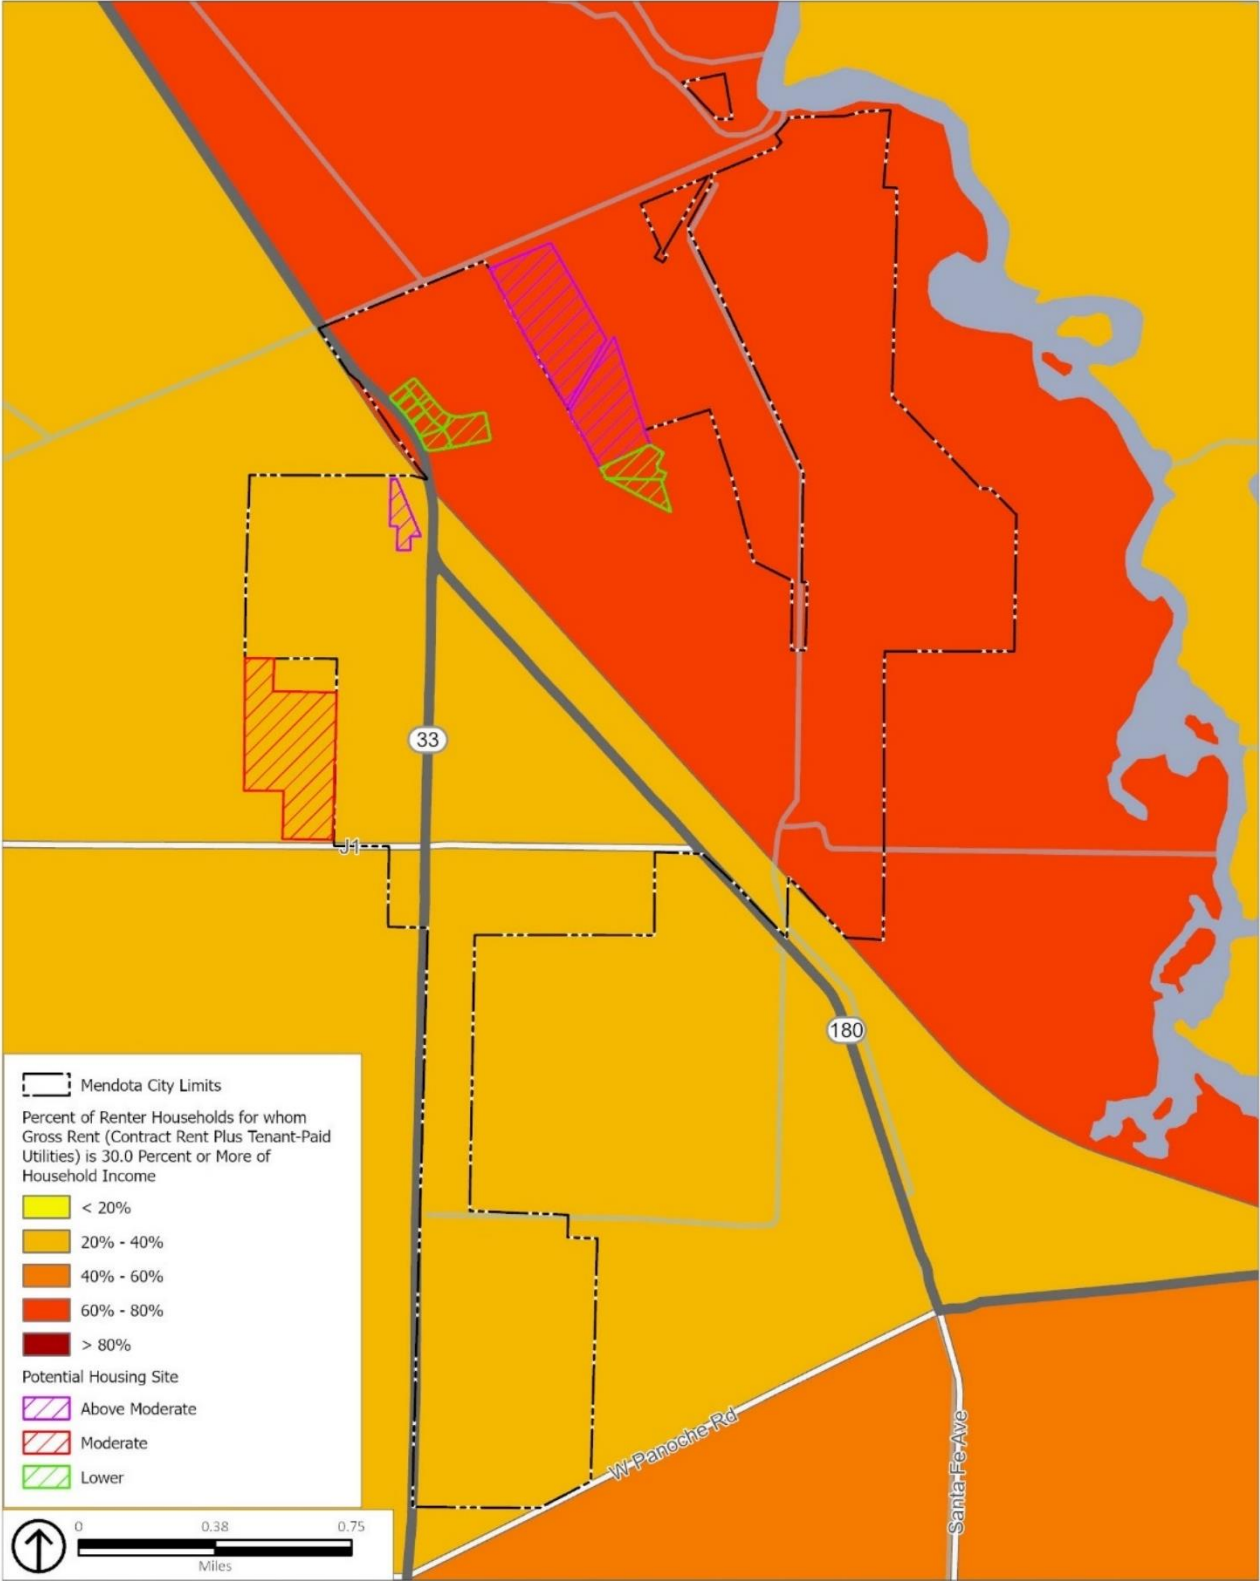 33
J1
180
W Panoche Rd
Santa Fe Ave
Mendota City Limits
Percent of Renter Households for whom
Gross Rent (Contract Rent Plus Tenant-Paid
Utilities) is 30.0 Percent or More of
Household Income
< 20%
20% - 40%
40% - 60%
60% - 80%
> 80%
Potential Housing Site
Above Moderate
Moderate
Lower
0 0.38 0.75
Miles